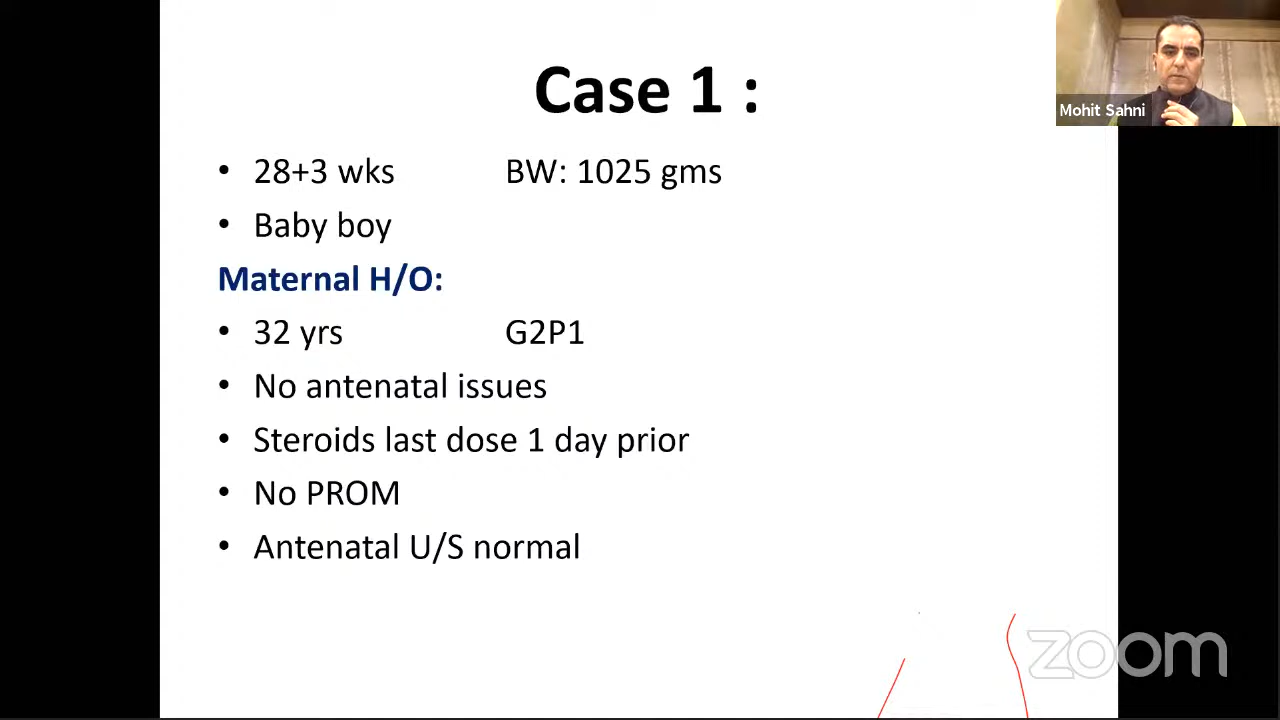 Case 1 :
Mohit Sahni
• 28+3 wks BW: 1025 gms
• Baby boy
Maternal H/O:
• 32 yrs G2P1
• No antenatal issues
• Steroids last dose 1 day prior
• No PROM
• Antenatal U/S normal
zoom